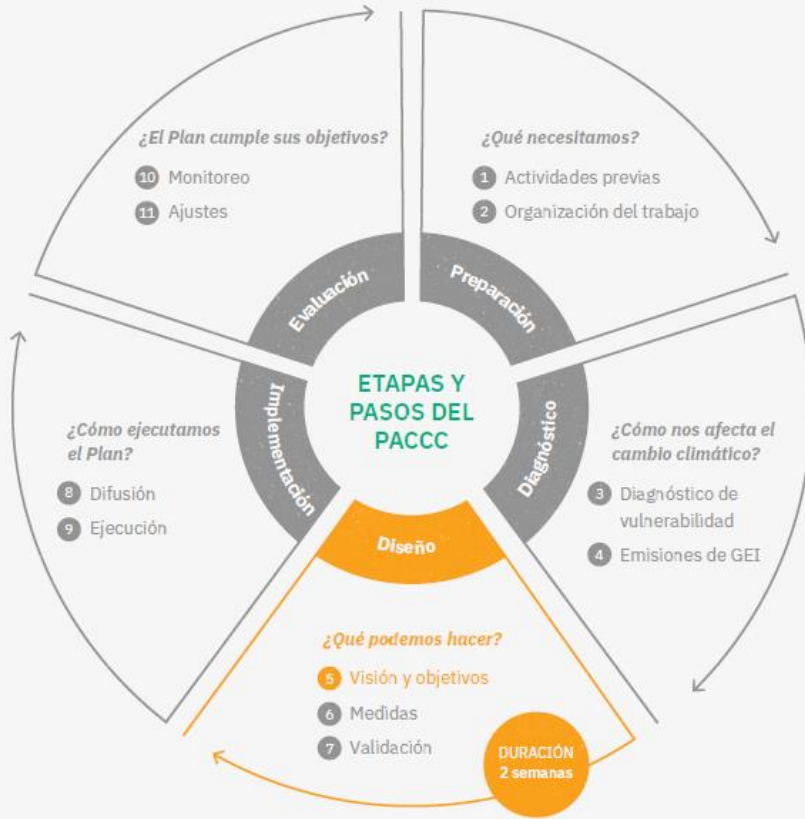 ETAPAS Y
PASOS DEL
PACCC
Preparación
¿Qué necesitamos?
1 Actividades previas
2 Organización del trabajo
Diagnóstico
¿Cómo nos afecta el
cambio climático?
3 Diagnóstico de
vulnerabilidad
4 Emisiones de GEI
Diseño
¿Qué podemos hacer?
5 Visión y objetivos
6 Medidas
7 Validación
DURACIÓN
2 semanas
Implementación
¿Cómo ejecutamos
el Plan?
8 Difusión
9 Ejecución
Evaluación
¿El Plan cumple sus objetivos?
10 Monitoreo
11 Ajustes